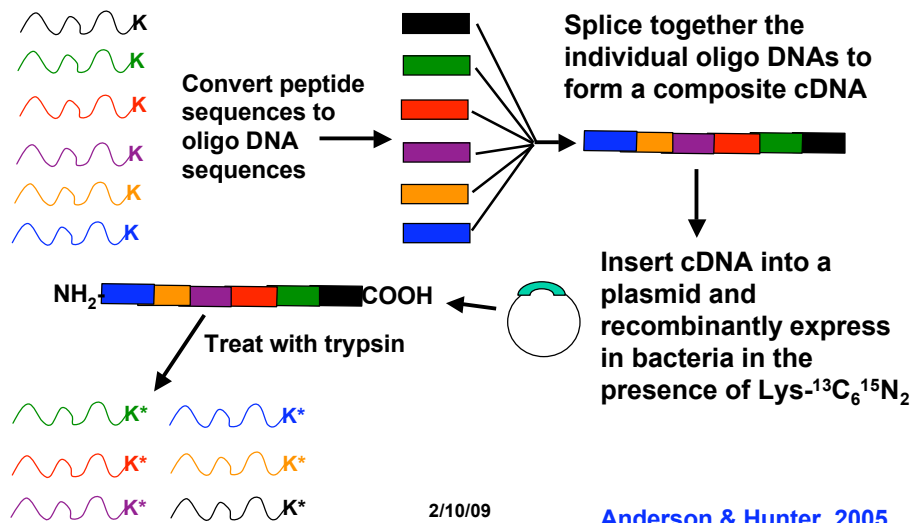 K
K
K
K
K
K
Convert peptide
sequences to
oligo DNA
sequences
Splice together the
individual oligo DNAs to
form a composite cDNA
Insert cDNA into a
plasmid and
recombinantly express
in bacteria in the
presence of Lys-¹³C₆¹⁵N₂
NH₂-
COOH
Treat with trypsin
K*
K*
K*
K*
K*
K*
2/10/09
Anderson & Hunter, 2005